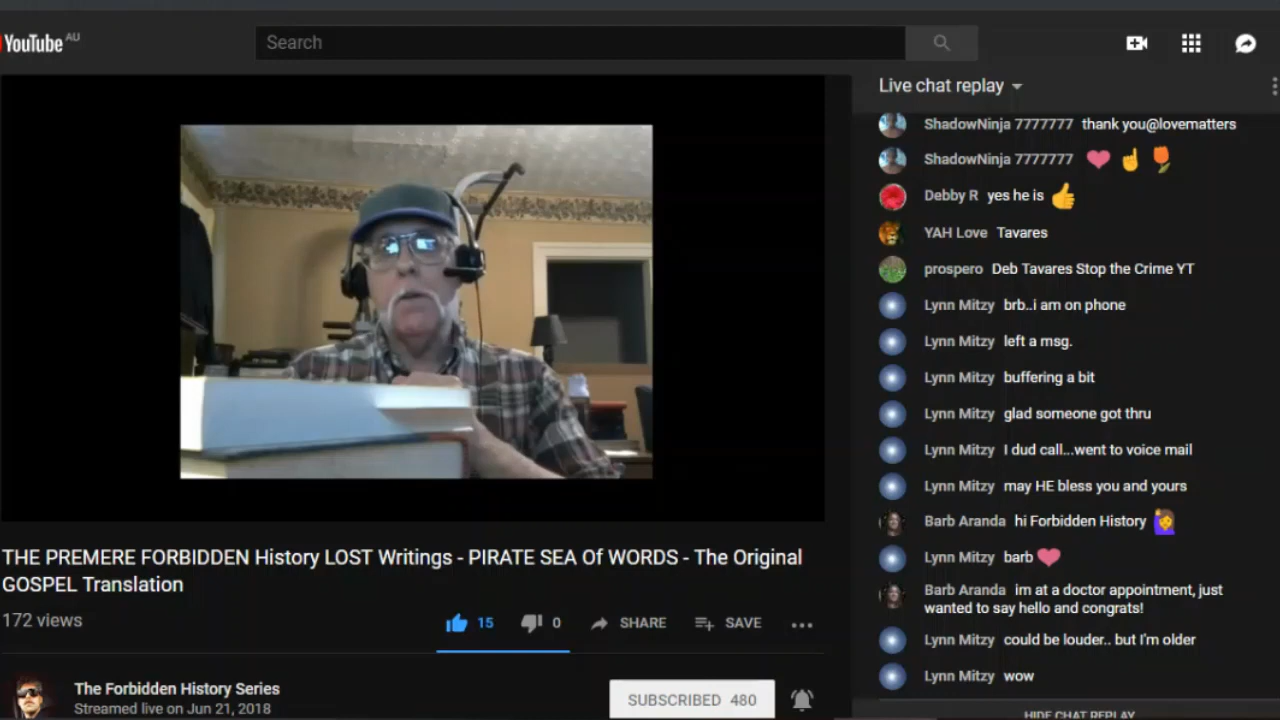 YouTube AU
Search
Live chat replay
ShadowNinja 7777777 thank you@lovematters
ShadowNinja 7777777
Debby R yes he is
YAH Love Tavares
prospero Deb Tavares Stop the Crime YT
Lynn Mitzy brb..i am on phone
Lynn Mitzy left a msg.
Lynn Mitzy buffering a bit
Lynn Mitzy glad someone got thru
Lynn Mitzy I dud call...went to voice mail
Lynn Mitzy may HE bless you and yours
Barb Aranda hi Forbidden History
Lynn Mitzy barb
Barb Aranda im at a doctor appointment, just
wanted to say hello and congrats!
Lynn Mitzy could be louder.. but I'm older
Lynn Mitzy wow
HIDE CHAT REPLAY
THE PREMERE FORBIDDEN History LOST Writings - PIRATE SEA Of WORDS - The Original
GOSPEL Translation
172 views
15 0 SHARE SAVE
The Forbidden History Series
Streamed live on Jun 21, 2018
SUBSCRIBED 480